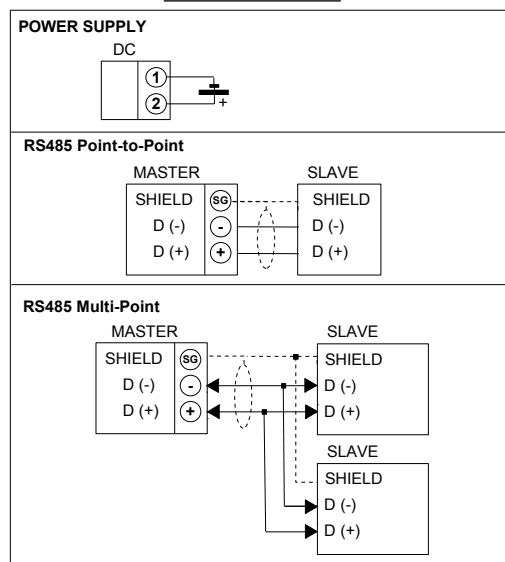 POWER SUPPLY
DC
1
2
+
RS485 Point-to-Point
MASTER SLAVE
SHIELD SG SHIELD
D (-) - D (-)
D (+) + D (+)
RS485 Multi-Point
MASTER SLAVE
SHIELD SG SHIELD
D (-) - D (-)
D (+) + D (+)
SLAVE
SHIELD
D (-)
D (+)